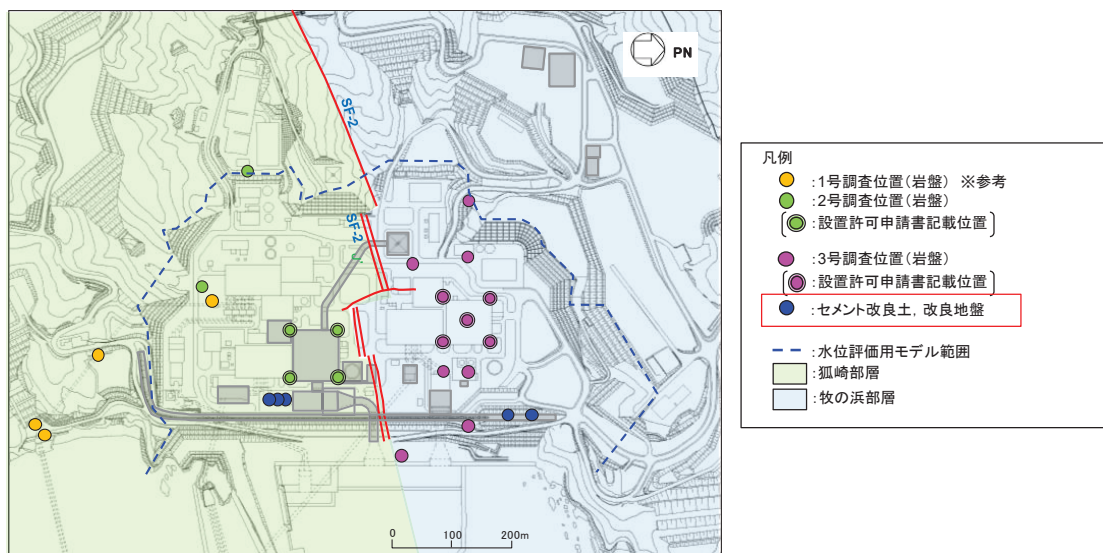 PN
SF-2
SF-2
0 100 200m
凡例
:1号調査位置(岩盤) ※参考
:2号調査位置(岩盤)
:設置許可申請書記載位置
:3号調査位置(岩盤)
:設置許可申請書記載位置
:セメント改良土，改良地盤
:水位評価用モデル範囲
:狐崎部層
:牧の浜部層